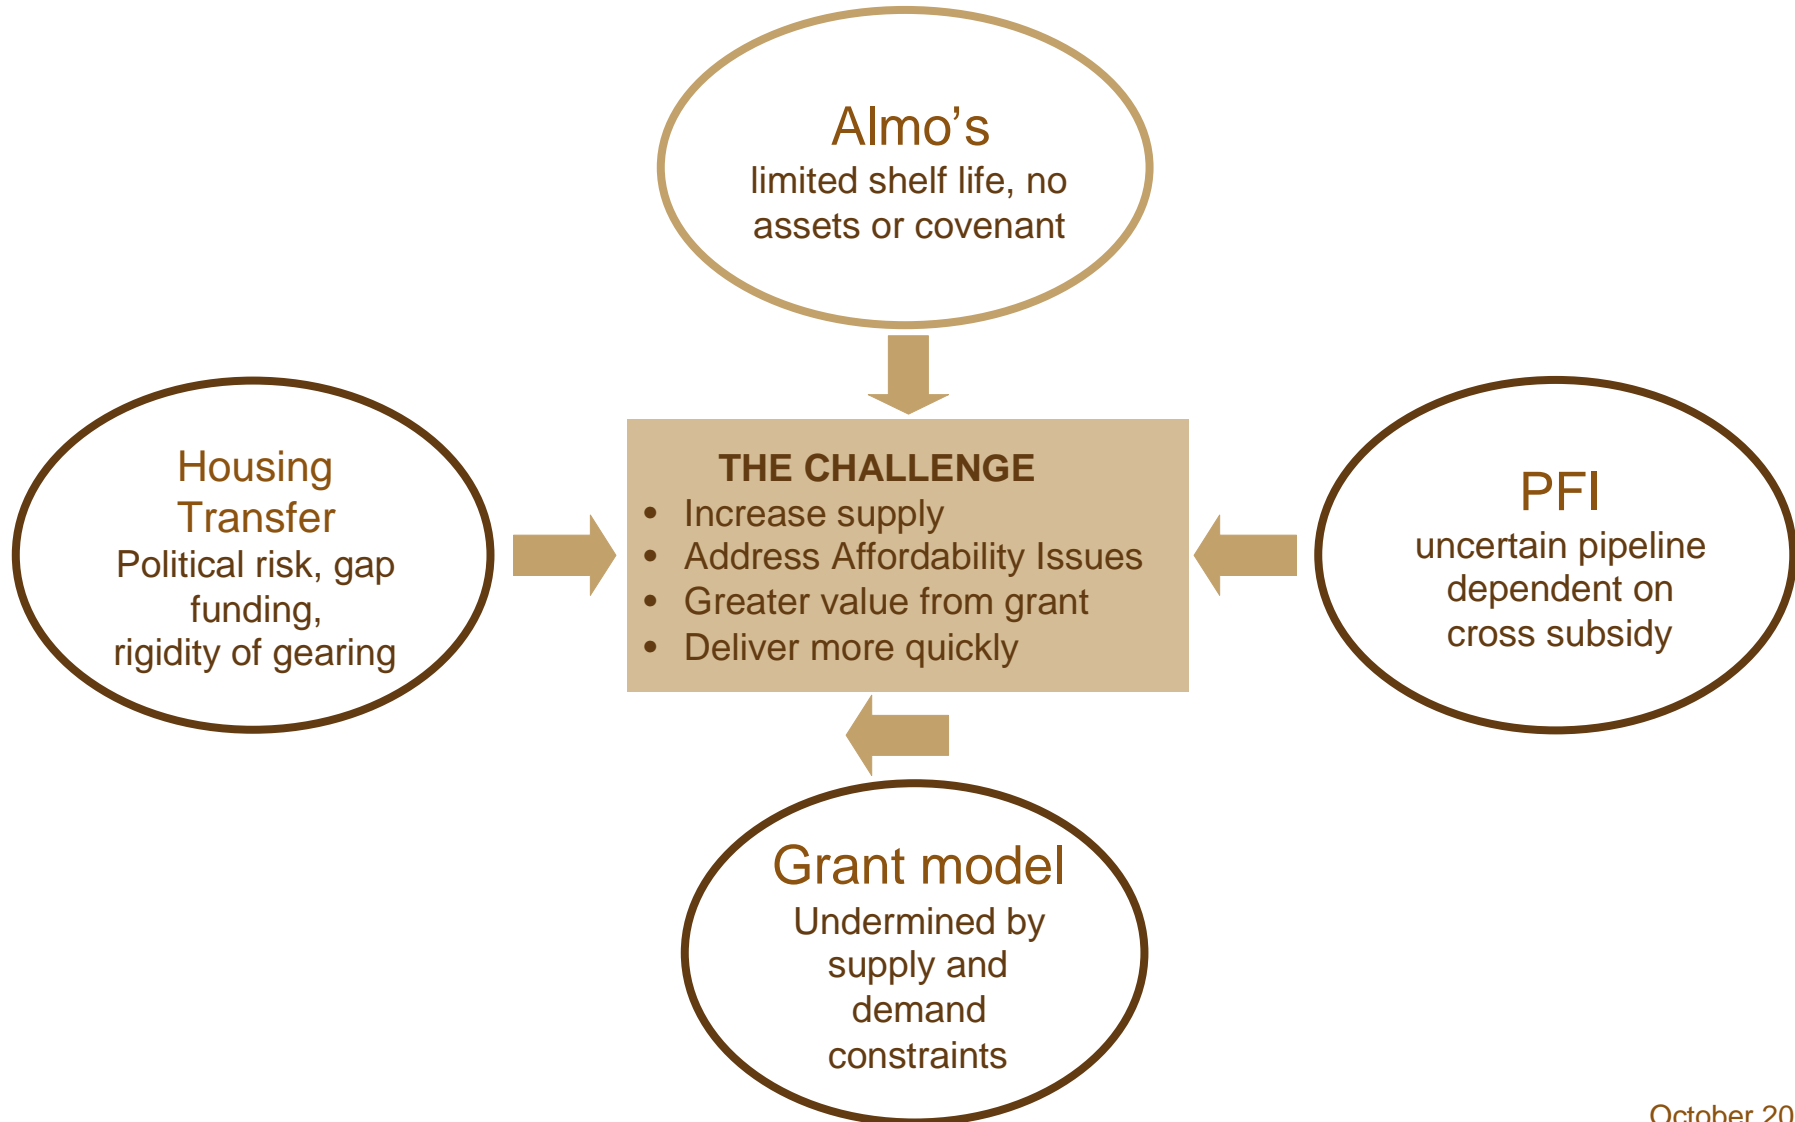 Almo’s
limited shelf life, no
assets or covenant
Housing
Transfer
Political risk, gap
funding,
rigidity of gearing
THE CHALLENGE
• Increase supply
• Address Affordability Issues
• Greater value from grant
• Deliver more quickly
PFI
uncertain pipeline
dependent on
cross subsidy
Grant model
Undermined by
supply and
demand
constraints
October 20